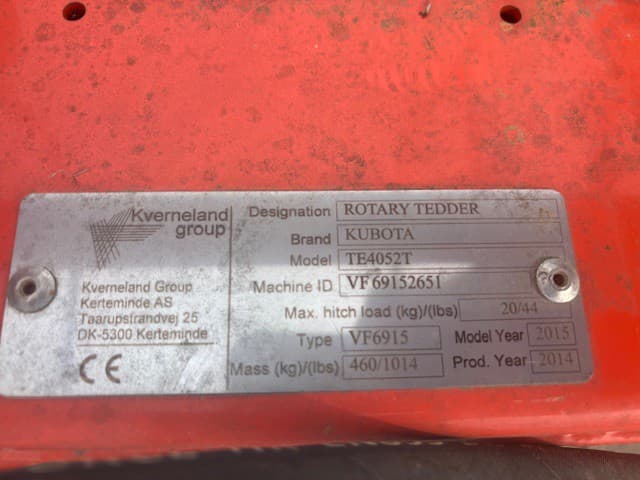 Kverneland
group
Kverneland Group
Kerteminde AS
Taarupstrandvej 25
DK-5300 Kerteminde
CE
Designation ROTARY TEDDER
Brand KUBOTA
Model TE4052T
Machine ID VF69152651
Max. hitch load (kg)/(lbs) 20/44
Type VF6915 Model Year 2015
Mass (kg)/(lbs) 460/1014 Prod. Year 2014